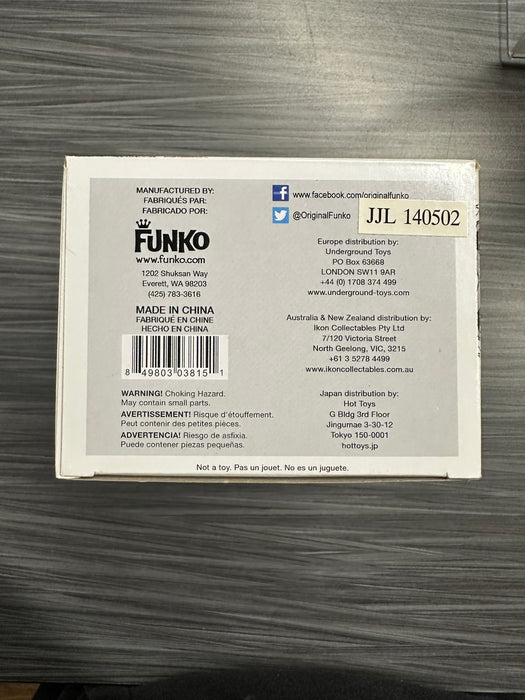 MANUFACTURED BY:
FABRIQUÉS PAR:
FABRICADO POR:
FUNKO
www.funko.com
1202 Shuksan Way
Everett, WA 98203
(425) 783-3616
MADE IN CHINA
FABRIQUÉ EN CHINE
HECHO EN CHINA
8 49803 03815 1
WARNING! Choking Hazard.
May contain small parts.
AVERTISSEMENT! Risque d'étouffement.
Peut contenir des petites pièces.
ADVERTENCIA! Riesgo de asfixia.
Puede contener piezas pequeñas.
www.facebook.com/originalfunko
@OriginalFunko
JJL 140502
Europe distribution by:
Underground Toys
PO Box 63668
LONDON SW11 9AR
+44 (0) 1708 374 499
www.underground-toys.com
Australia & New Zealand distribution by:
Ikon Collectables Pty Ltd
7/120 Victoria Street
North Geelong, VIC, 3215
+61 3 5278 4499
www.ikoncollectables.com.au
Japan distribution by:
Hot Toys
G Bldg 3rd Floor
Jingumae 3-30-12
Tokyo 150-0001
hottoys.jp
Not a toy. Pas un jouet. No es un juguete.